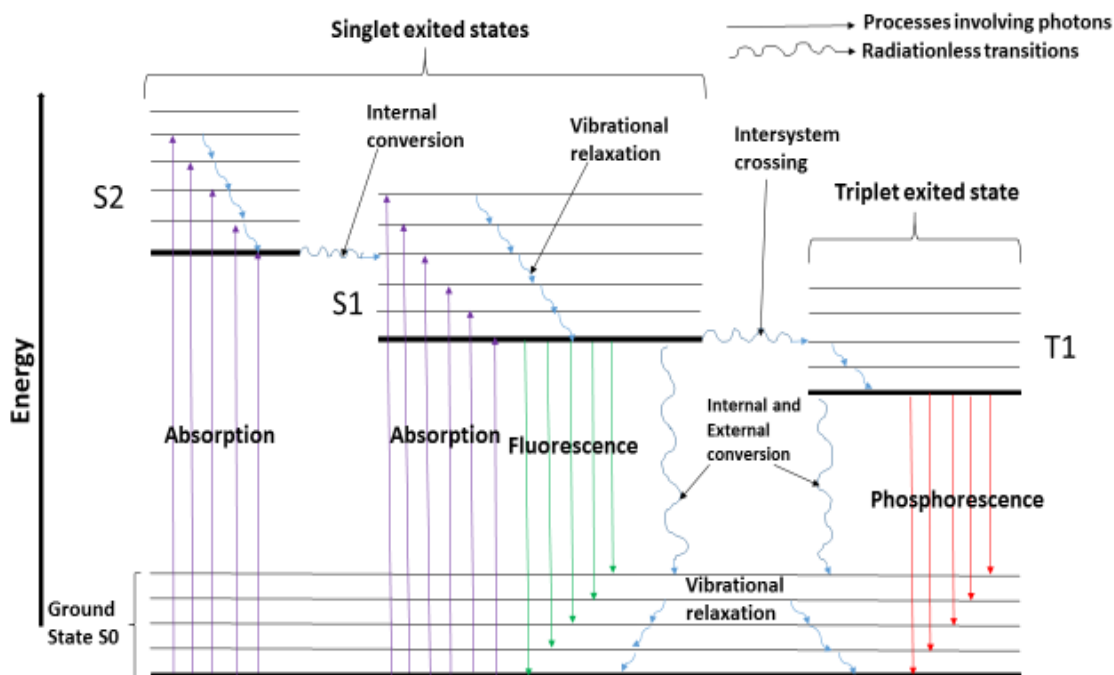 Processes involving photons
Singlet exited states
Radiationless transitions
Internal
conversion
Vibrational
relaxation
Intersystem
crossing
S2
Triplet exited state
S1
T1
Energy
Absorption
Absorption
Fluorescence
Internal and
External
conversion
Phosphorescence
Vibrational
relaxation
Ground
State S0